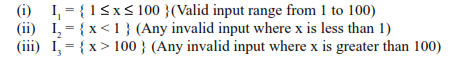 (i) I₁ = { 1 ≤ x ≤ 100 }(Valid input range from 1 to 100)
(ii) I₂ = { x < 1 } (Any invalid input where x is less than 1)
(iii) I₃ = { x > 100 } (Any invalid input where x is greater than 100)